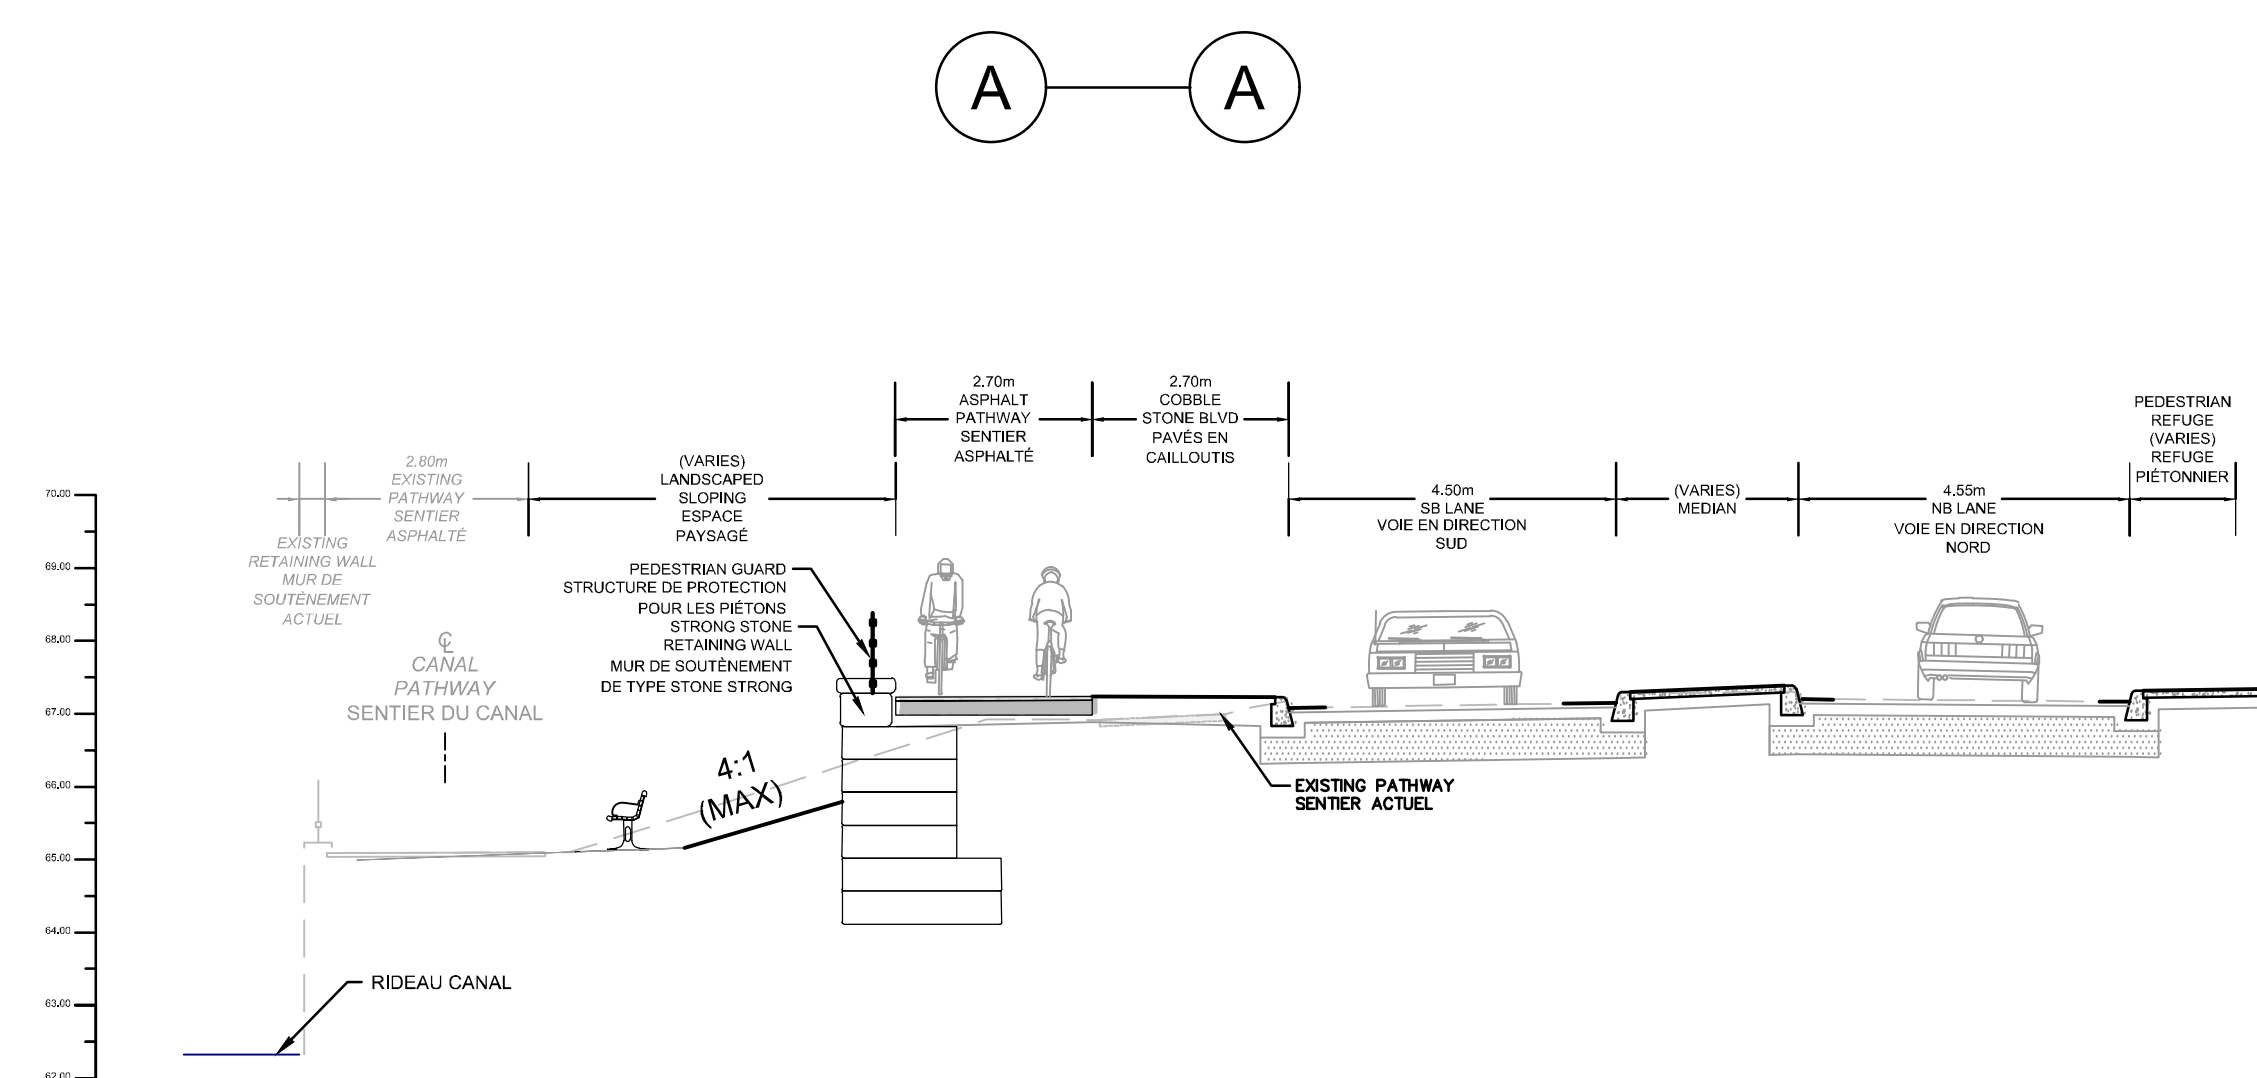 A
A
2.70m
ASPHALT
PATHWAY
SENTIER
ASPHALTÉ
2.70m
COBBLE
STONE BLVD
PAVÉS EN
CAILLOUTIS
PEDESTRIAN
REFUGE
(VARIES)
REFUGE
PIÉTONNIER
2.80m
EXISTING
PATHWAY
SENTIER
ASPHALTÉ
(VARIES)
LANDSCAPED
SLOPING
ESPACE
PAYSAGÉ
4.50m
SB LANE
VOIE EN DIRECTION
SUD
(VARIES)
MEDIAN
4.55m
NB LANE
VOIE EN DIRECTION
NORD
EXISTING
RETAINING WALL
MUR DE
SOUTÈNEMENT
ACTUEL
PEDESTRIAN GUARD
STRUCTURE DE PROTECTION
POUR LES PIÉTONS
STRONG STONE
RETAINING WALL
MUR DE SOUTÈNEMENT
DE TYPE STONE STRONG
℄
CANAL
PATHWAY
SENTIER DU CANAL
4:1
(MAX)
EXISTING PATHWAY
SENTIER ACTUEL
RIDEAU CANAL
70.00
69.00
68.00
67.00
66.00
65.00
64.00
63.00
62.00